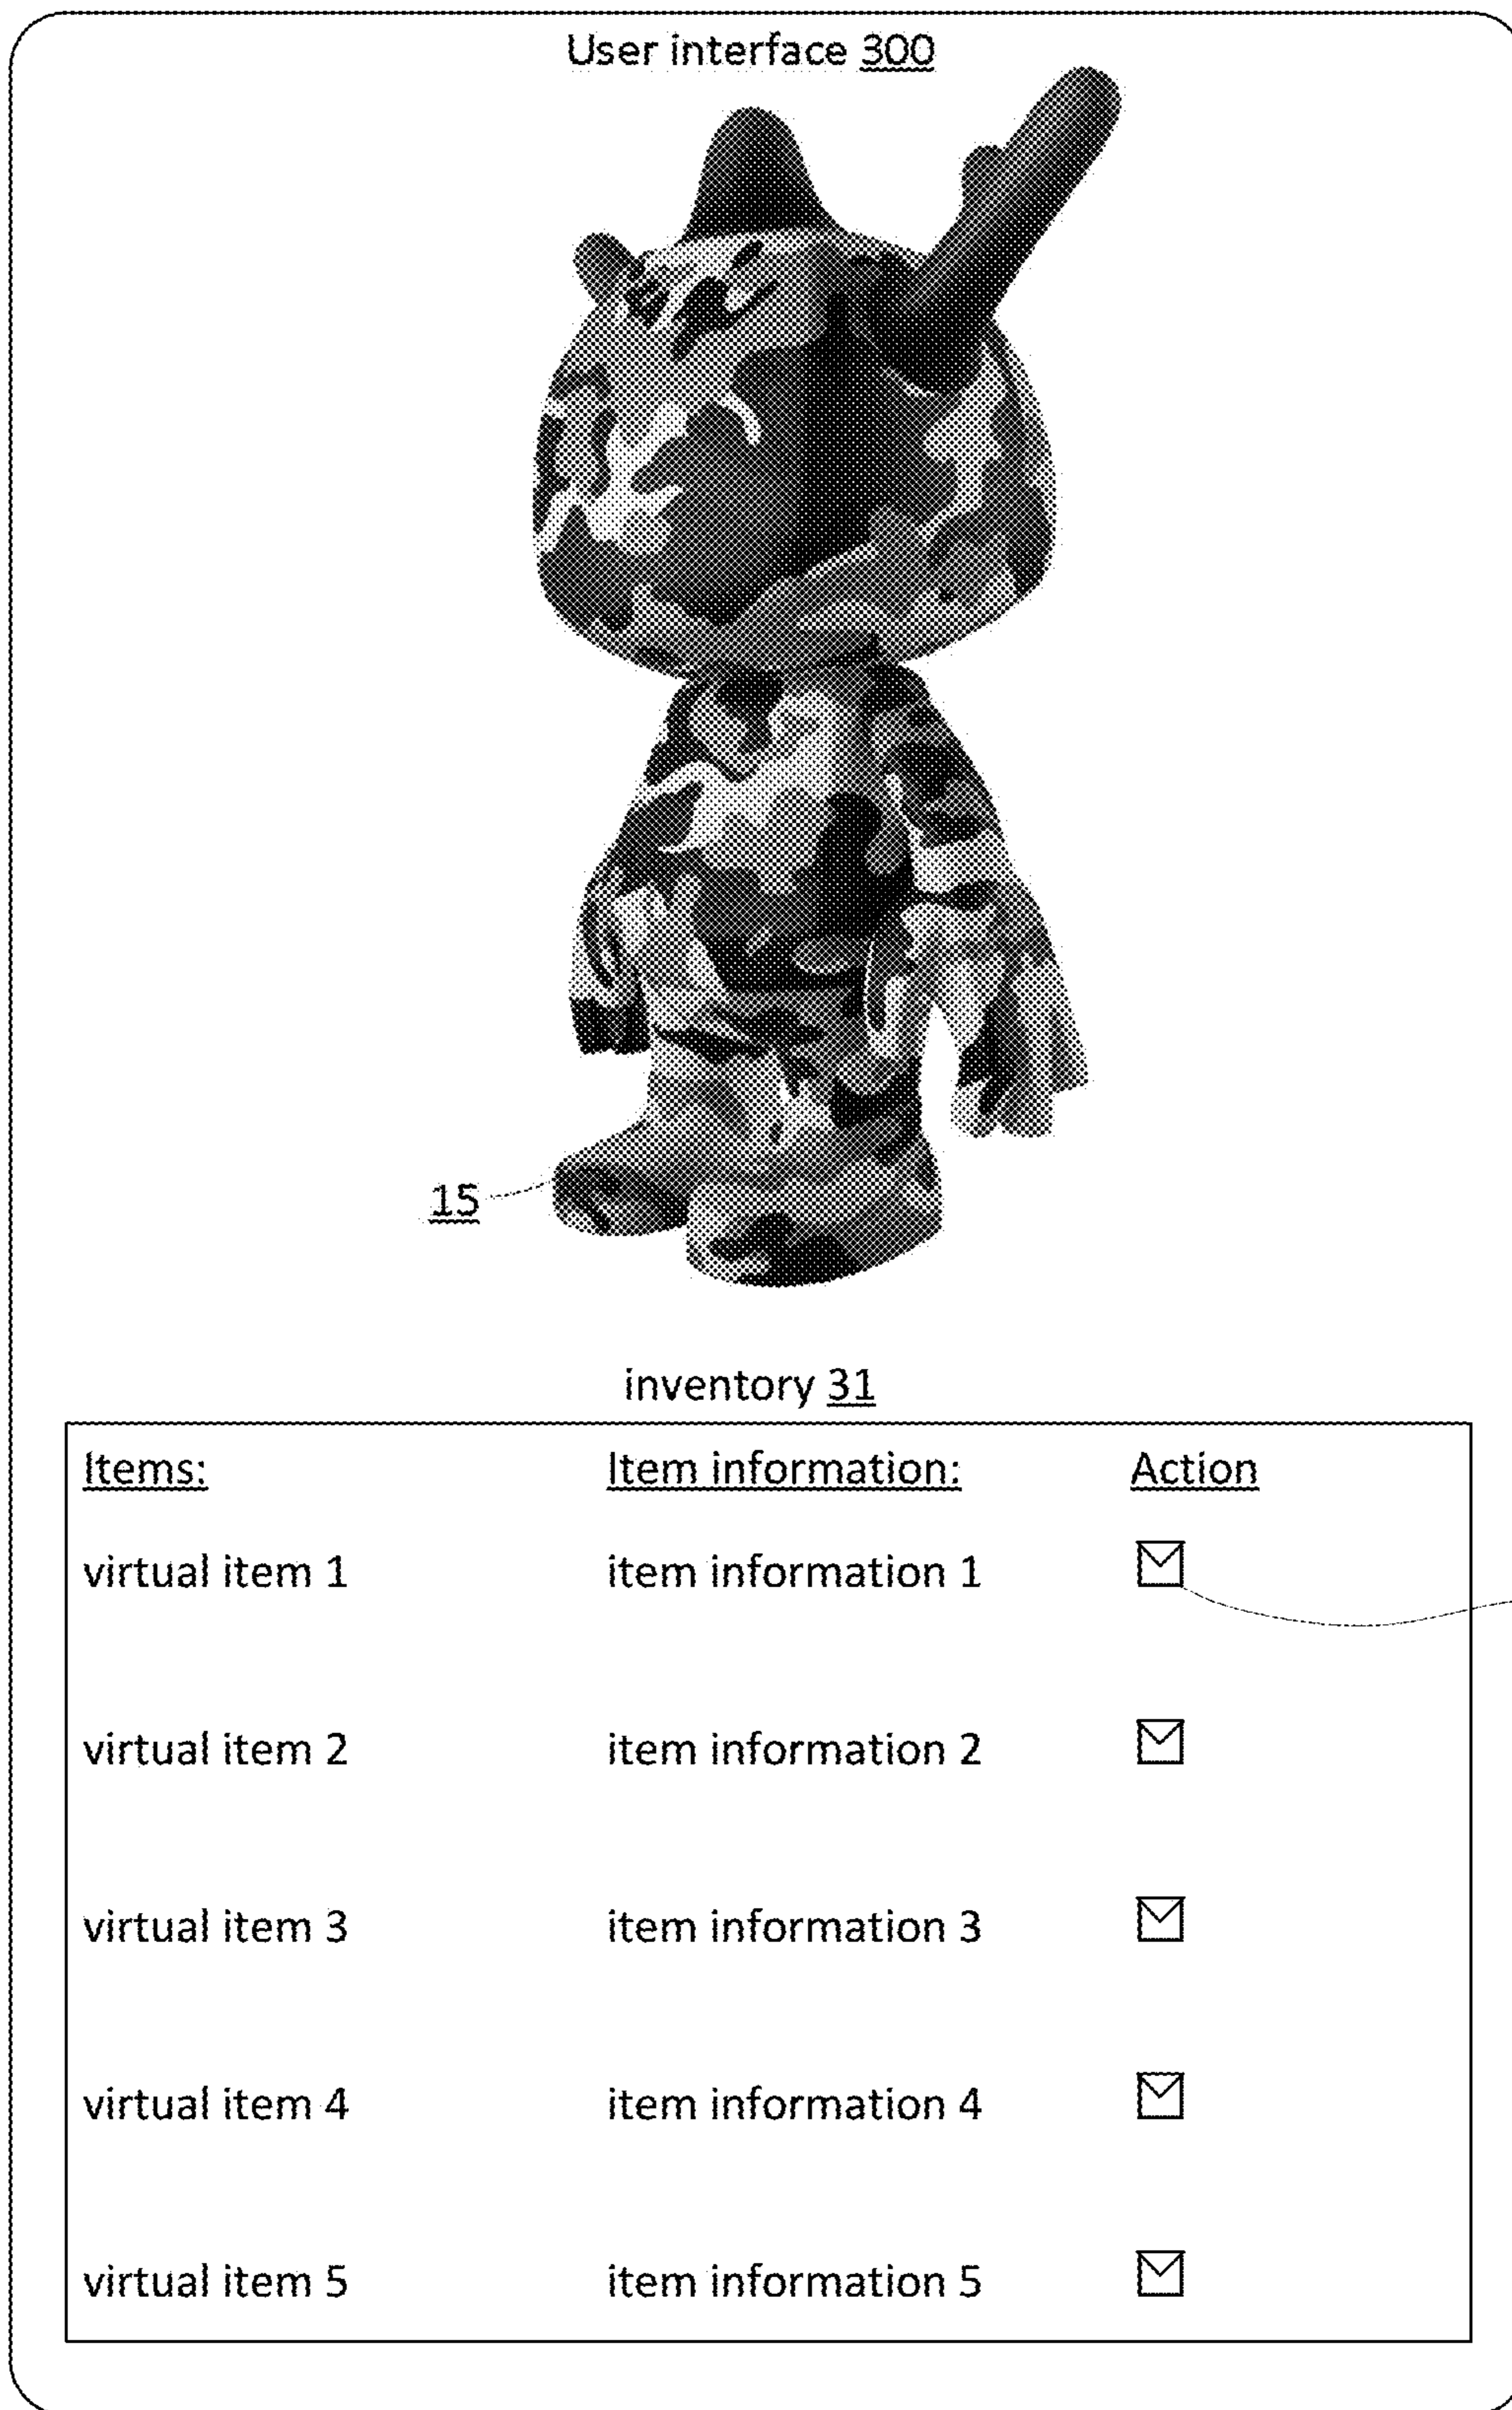 User interface 300
15
inventory 31
Items: Item information: Action
virtual item 1 item information 1
virtual item 2 item information 2
virtual item 3 item information 3
virtual item 4 item information 4
virtual item 5 item information 5